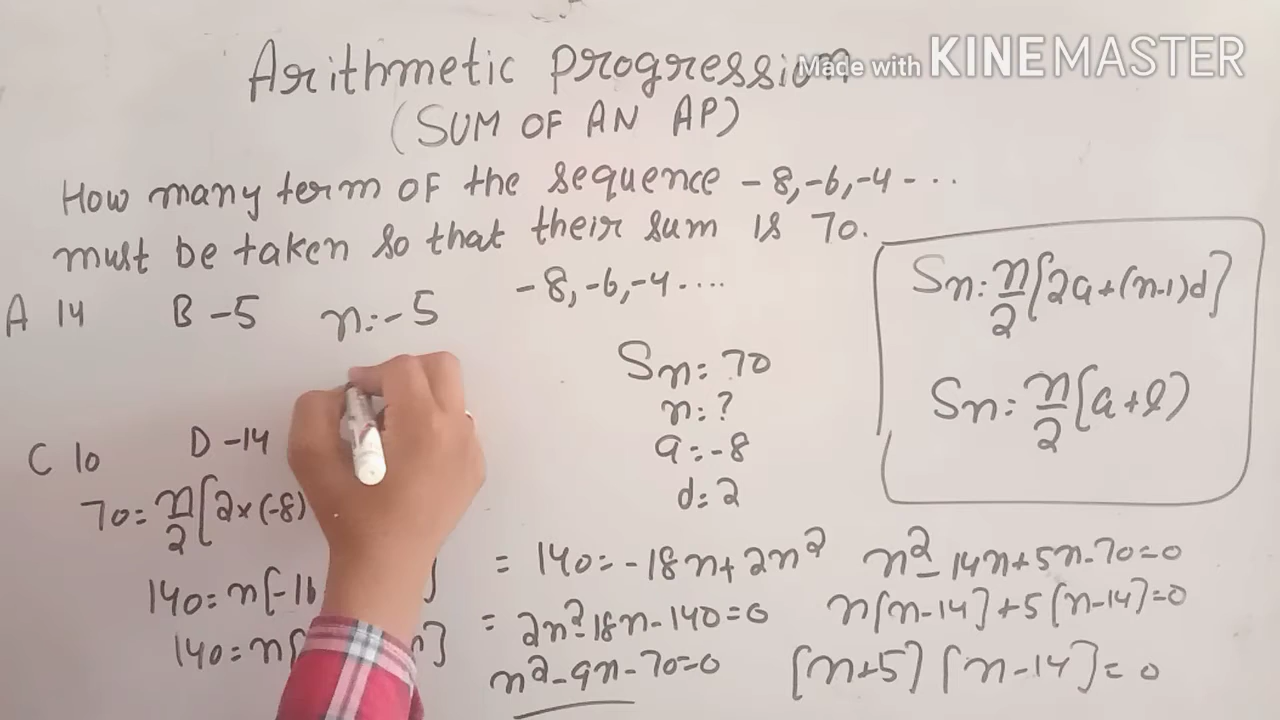 Made with KINEMASTER
Arithmetic progression
(SUM OF AN AP)
How many term OF the sequence -8,-6,-4 - ...
must be taken so that their sum is 70.
A 14 B -5 n=-5
C 10 D -14
-8,-6,-4....
Sn=70
n=?
a=-8
d=2
Sn=n/2[2a+(n-1)d]
Sn=n/2(a+l)
70=n/2[2×(-8)
140=n[-16 ]
140=n[ ]
= 140=-18n+2n²
= 2n²-18n-140=0
n²-9n-70=0
n²-14n+5n-70=0
n[n-14]+5[n-14]=0
[n+5] [n-14]=0